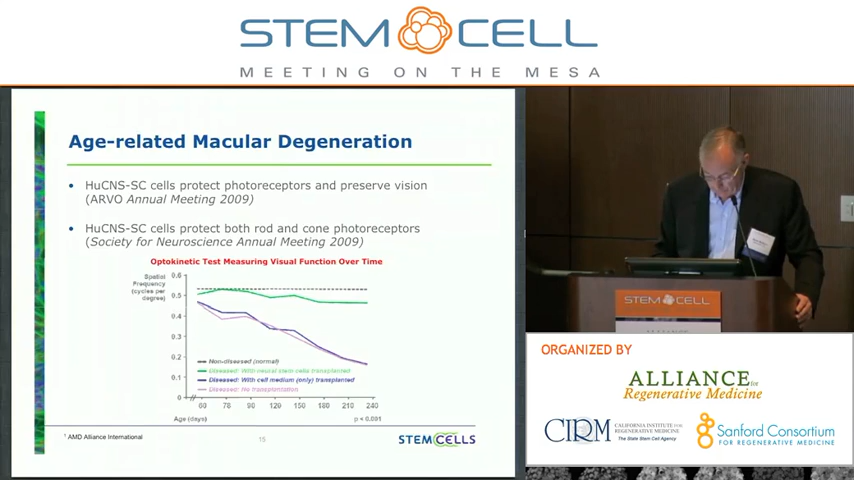 STEM CELL
MEETING ON THE MESA
Age-related Macular Degeneration
• HuCNS-SC cells protect photoreceptors and preserve vision
(ARVO Annual Meeting 2009)
• HuCNS-SC cells protect both rod and cone photoreceptors
(Society for Neuroscience Annual Meeting 2009)
Optokinetic Test Measuring Visual Function Over Time
Spatial
Frequency
(cycles per
degree)
0.6
0.5
0.4
0.3
0.2
0.1
0
Non-diseased (normal)
Diseased: With neural stem cells transplanted
Diseased: With cell medium (only) transplanted
Diseased: No transplantation
60 78 90 120 150 180 210 240
Age (days)
p < 0.001
1 AMD Alliance International
15
STEMCELLS
STEM CELL
ORGANIZED BY
ALLIANCE for
Regenerative Medicine
CIRM
CALIFORNIA INSTITUTE FOR
REGENERATIVE MEDICINE
The State Stem Cell Agency
Sanford Consortium
FOR REGENERATIVE MEDICINE